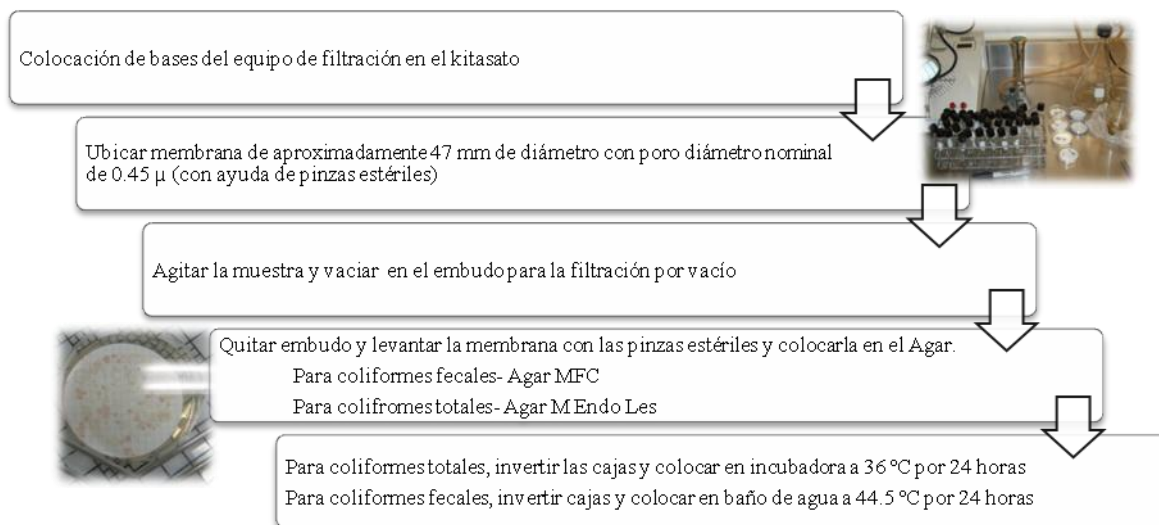 Colocación de bases del equipo de filtración en el kitasato
Ubicar membrana de aproximadamente 47 mm de diámetro con poro diámetro nominal
de 0.45 µ (con ayuda de pinzas estériles)
Agitar la muestra y vaciar en el embudo para la filtración por vacío
Quitar embudo y levantar la membrana con las pinzas estériles y colocarla en el Agar.
Para coliformes fecales- Agar MFC
Para colifromes totales- Agar M Endo Les
Para coliformes totales, invertir las cajas y colocar en incubadora a 36 ºC por 24 horas
Para coliformes fecales, invertir cajas y colocar en baño de agua a 44.5 ºC por 24 horas